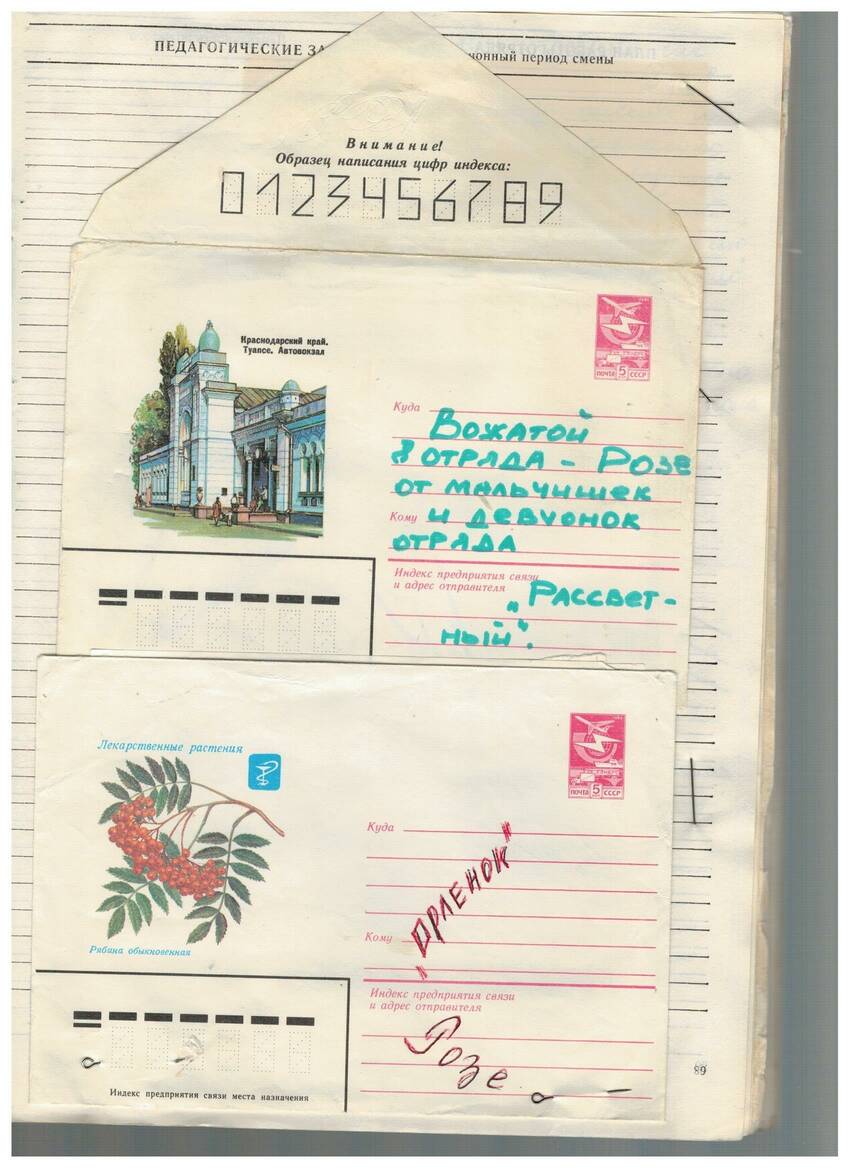 ПЕДАГОГИЧЕСКИЕ ЗА
ионный период смены
Внимание!
Образец написания цифр индекса:
0123456789
Краснодарский край.
Туапсе. Автовокзал
ПОЧТА 5 СССР
Куда
Вожатой
8 отряда - Розе
от мальчишек
Кому
и девчонок
отряда
Индекс предприятия связи
и адрес отправителя
„Рассвет-
ный“.
Лекарственные растения
ПОЧТА 5 СССР
Куда
Кому
„Орленок“
Рябина обыкновенная
Индекс предприятия связи
и адрес отправителя
Розе
Индекс предприятия связи места назначения
89